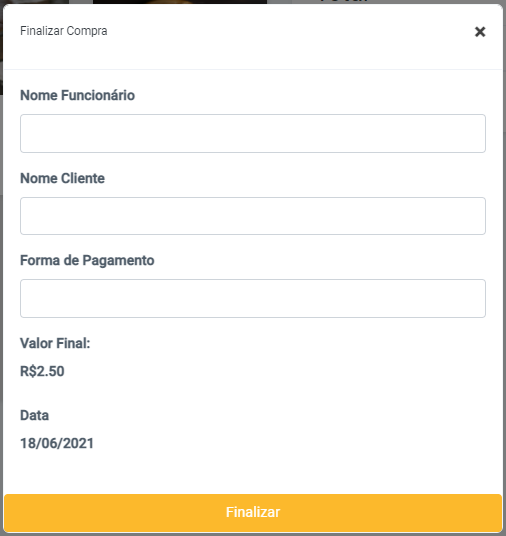 Finalizar Compra
×
Nome Funcionário
Nome Cliente
Forma de Pagamento
Valor Final:
R$2.50
Data
18/06/2021
Finalizar